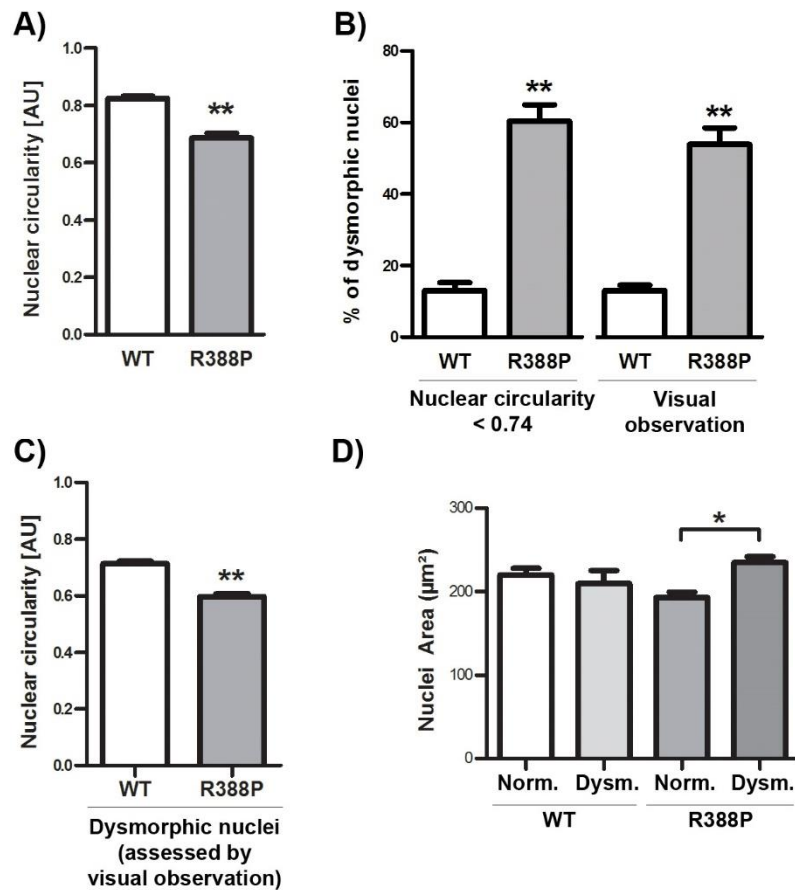 A)
Nuclear circularity [AU]
1.0
0.8
0.6
0.4
0.2
0.0
**
WT R388P
B)
% of dysmorphic nuclei
80
60
40
20
0
** **
WT R388P WT R388P
Nuclear circularity
< 0.74
Visual
observation
C)
Nuclear circularity [AU]
1.0
0.8
0.6
0.4
0.2
0.0
**
WT R388P
Dysmorphic nuclei
(assessed by
visual observation)
D)
Nuclei Area (µm²)
300
200
100
0
*
Norm. Dysm. Norm. Dysm.
WT R388P